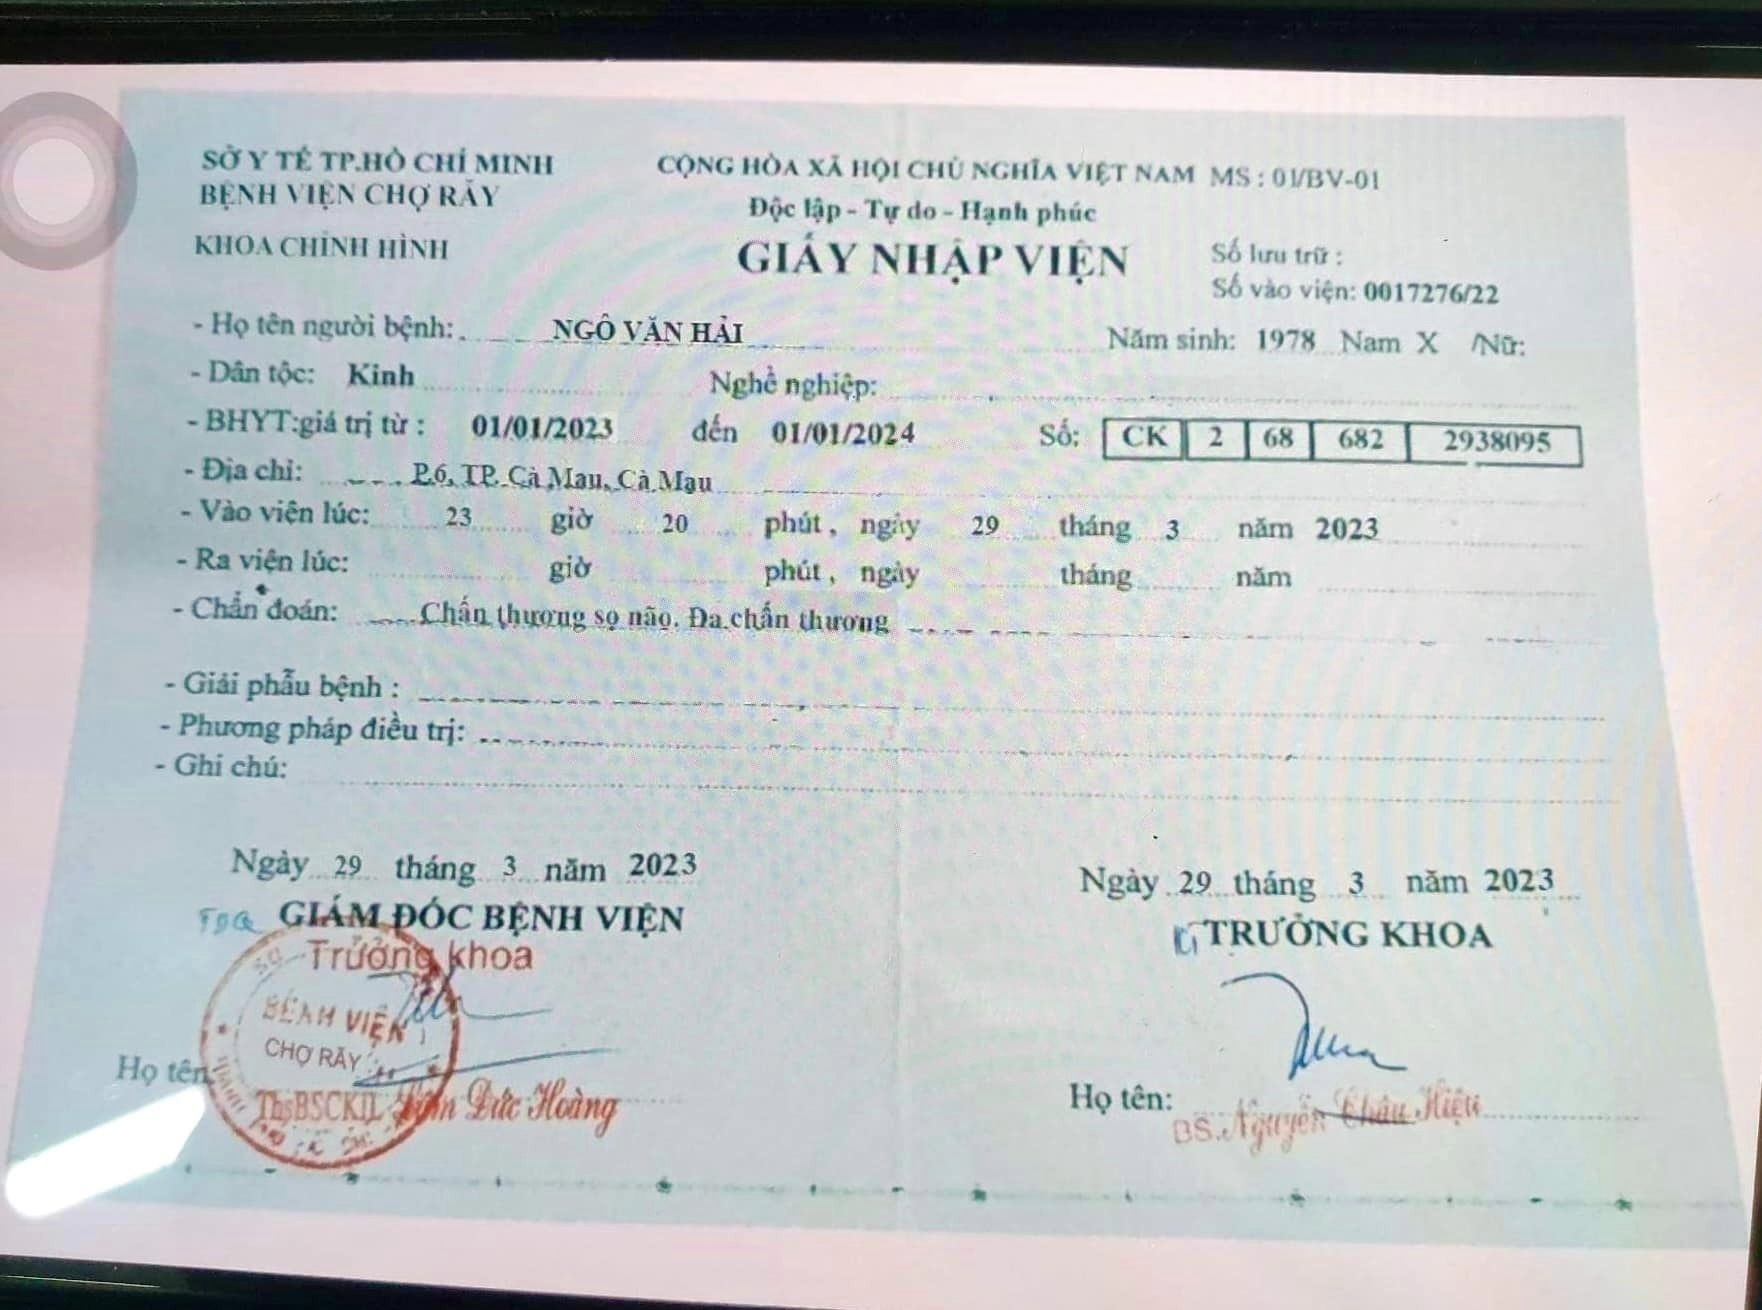 SỞ Y TẾ TP.HỒ CHÍ MINH
BỆNH VIỆN CHỢ RẪY
KHOA CHỈNH HÌNH
CỘNG HÒA XÃ HỘI CHỦ NGHĨA VIỆT NAM MS : 01/BV-01
Độc lập - Tự do - Hạnh phúc
GIẤY NHẬP VIỆN
Số lưu trữ :
Số vào viện: 0017276/22
- Họ tên người bệnh: NGÔ VĂN HẢI Năm sinh: 1978 Nam X /Nữ:
- Dân tộc: Kinh Nghề nghiệp:
- BHYT:giá trị từ : 01/01/2023 đến 01/01/2024 Số: CK 2 68 682 2938095
- Địa chỉ: P.6, TP. Cà Mau, Cà Mau
- Vào viện lúc: 23 giờ 20 phút , ngày 29 tháng 3 năm 2023
- Ra viện lúc: giờ phút , ngày tháng năm
- Chẩn đoán: Chấn thương sọ não. Đa chấn thương
- Giải phẫu bệnh :
- Phương pháp điều trị:
- Ghi chú:
Ngày 29 tháng 3 năm 2023
GIÁM ĐỐC BỆNH VIỆN
Trưởng khoa
BỆNH VIỆN
CHỢ RẪY
Họ tên
ThsBSCKII Đức Hoàng
Ngày 29 tháng 3 năm 2023
TRƯỞNG KHOA
Họ tên:
BS. Nguyễn Châu Hiệu